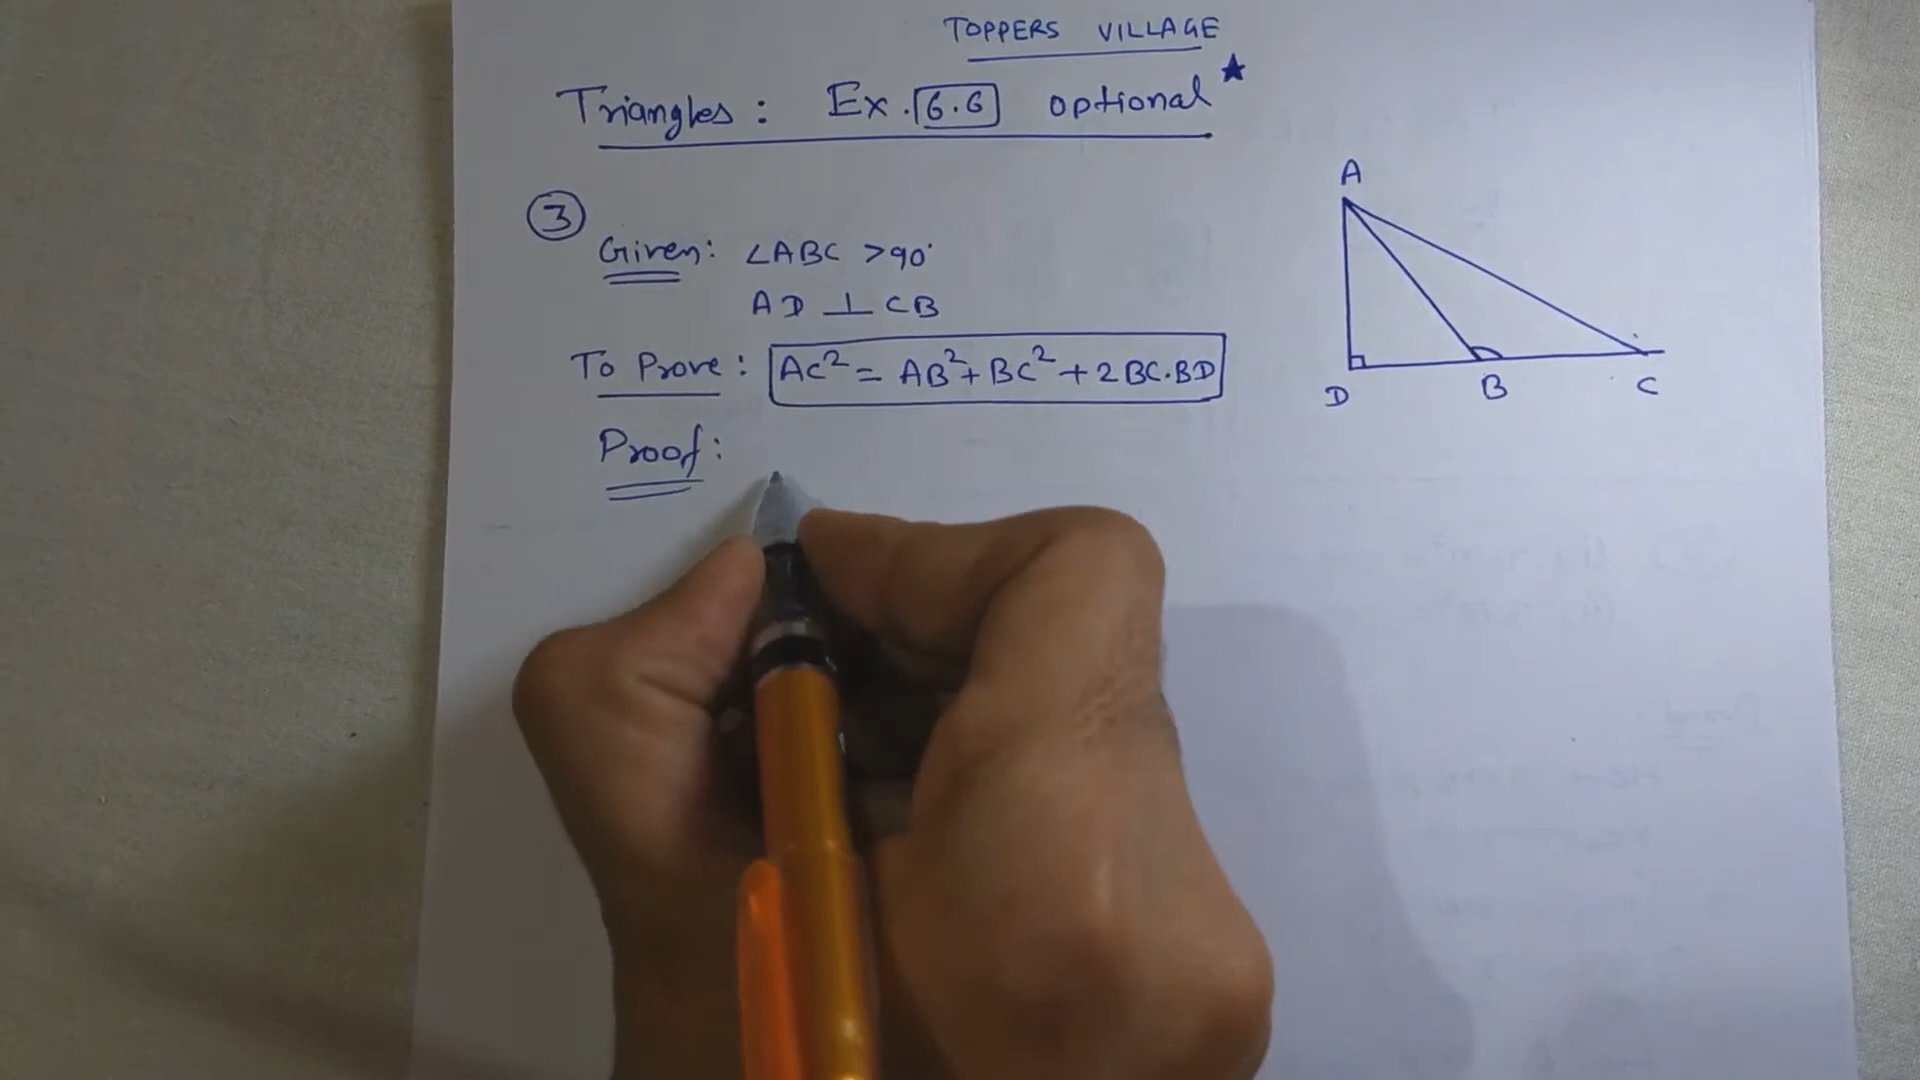 TOPPERS VILLAGE
Triangles: Ex. 6.6 optional ★
A
3
Given: ∠ABC >90°
AD ⊥ CB
To Prove: AC² = AB² + BC² + 2BC.BD
D B C
Proof: